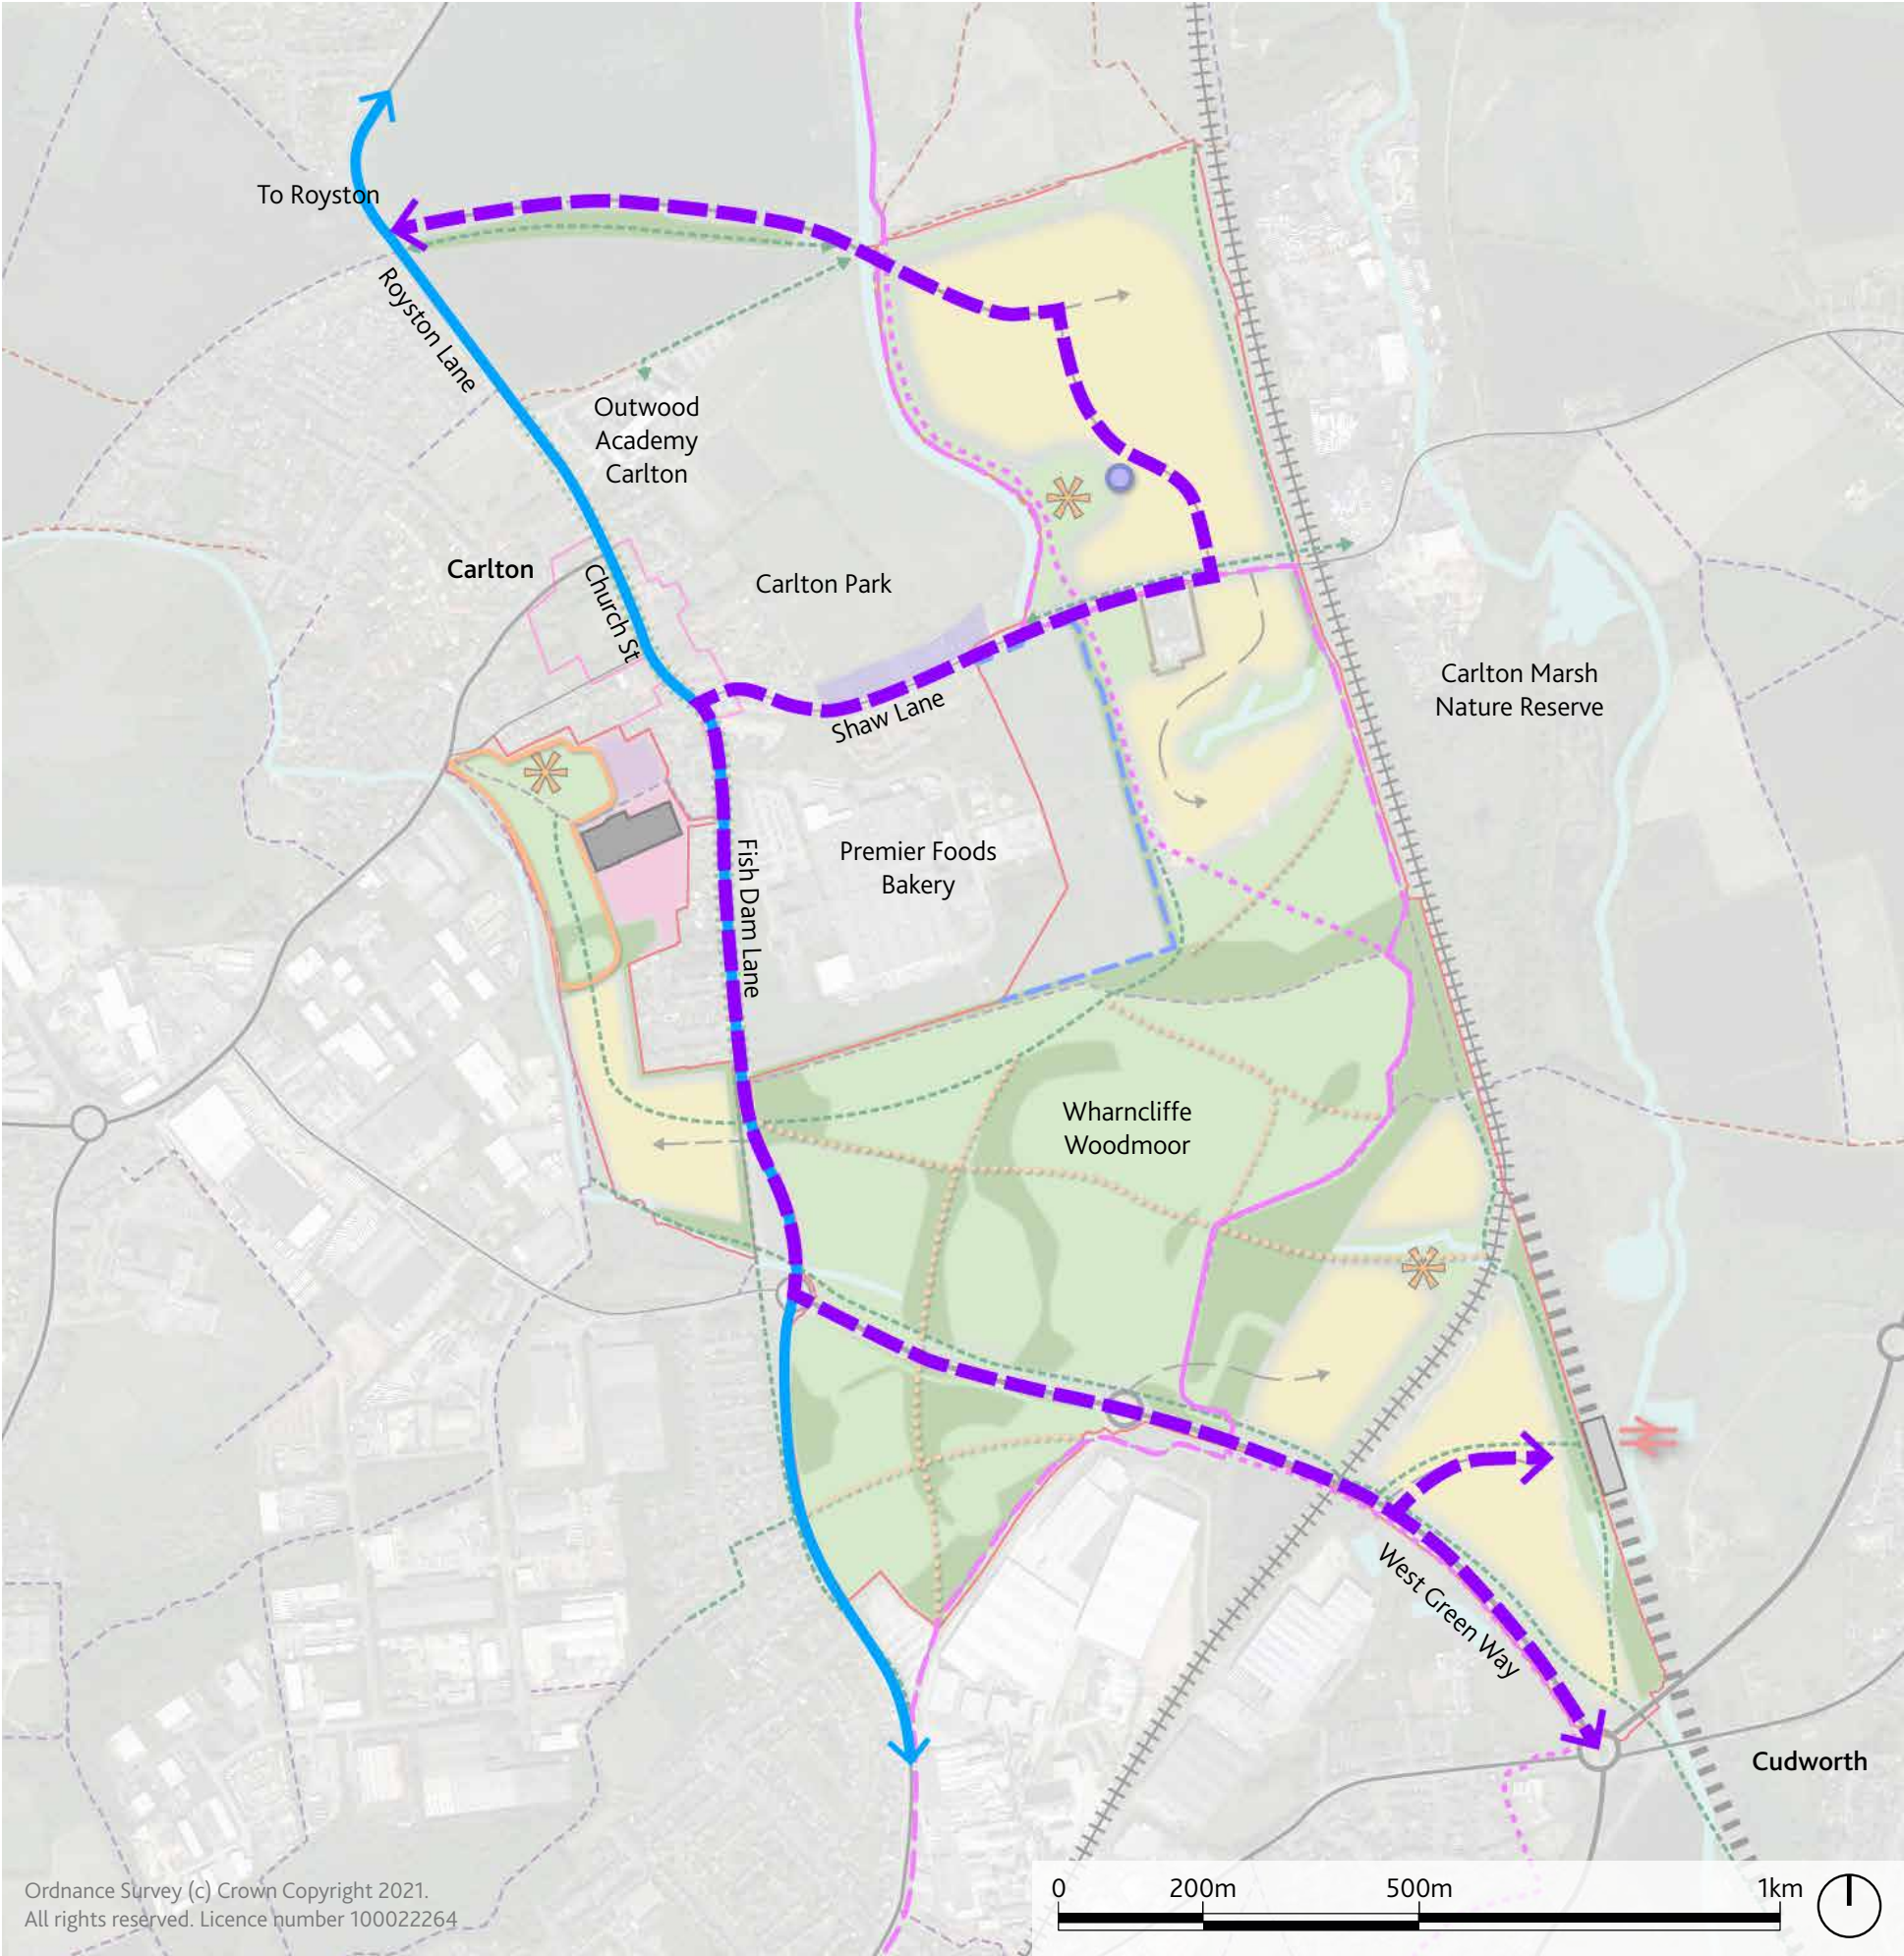 To Royston
Royston Lane
Outwood
Academy
Carlton
Carlton
Church St
Carlton Park
Shaw Lane
Carlton Marsh
Nature Reserve
Fish Dam Lane
Premier Foods
Bakery
Wharncliffe
Woodmoor
West Green Way
Cudworth
Ordnance Survey (c) Crown Copyright 2021.
All rights reserved. Licence number 100022264
0 200m 500m 1km